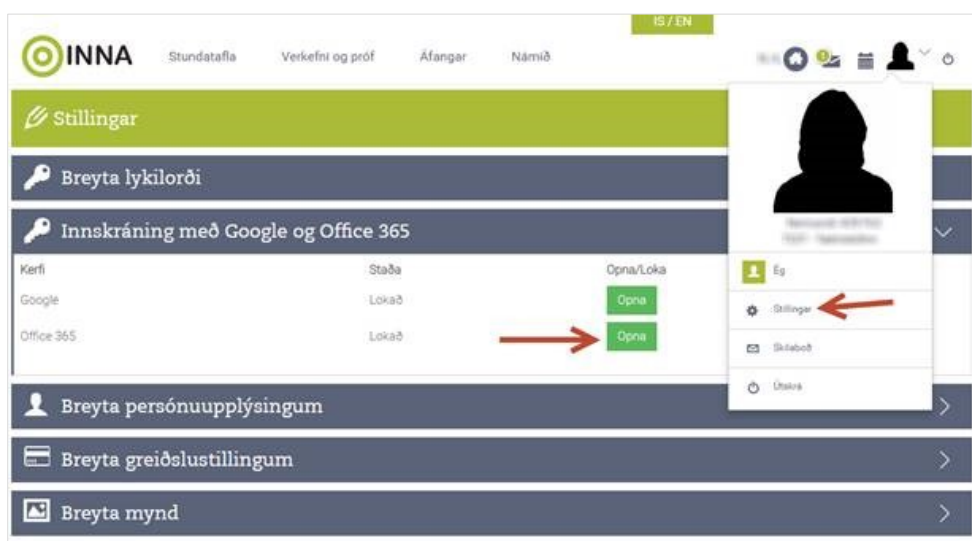 IS / EN
INNA
Stundatafla Verkefni og próf Áfangar Námið
1
Stillingar
Breyta lykilorði
Innskráning með Google og Office 365
Kerfi Staða Opna/Loka
Google Lokað Opna
Office 365 Lokað Opna
Ég
Stillingar
Skilaboð
Útskrá
Breyta persónuupplýsingum
Breyta greiðslustillingum
Breyta mynd